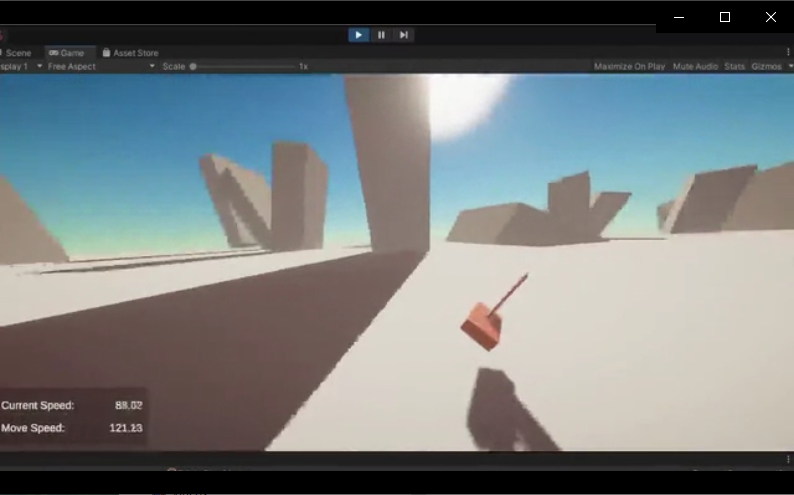 Scene Game Asset Store
splay 1 Free Aspect Scale 1x Maximize On Play Mute Audio Stats Gizmos
Current Speed: 88.02
Move Speed: 121.13